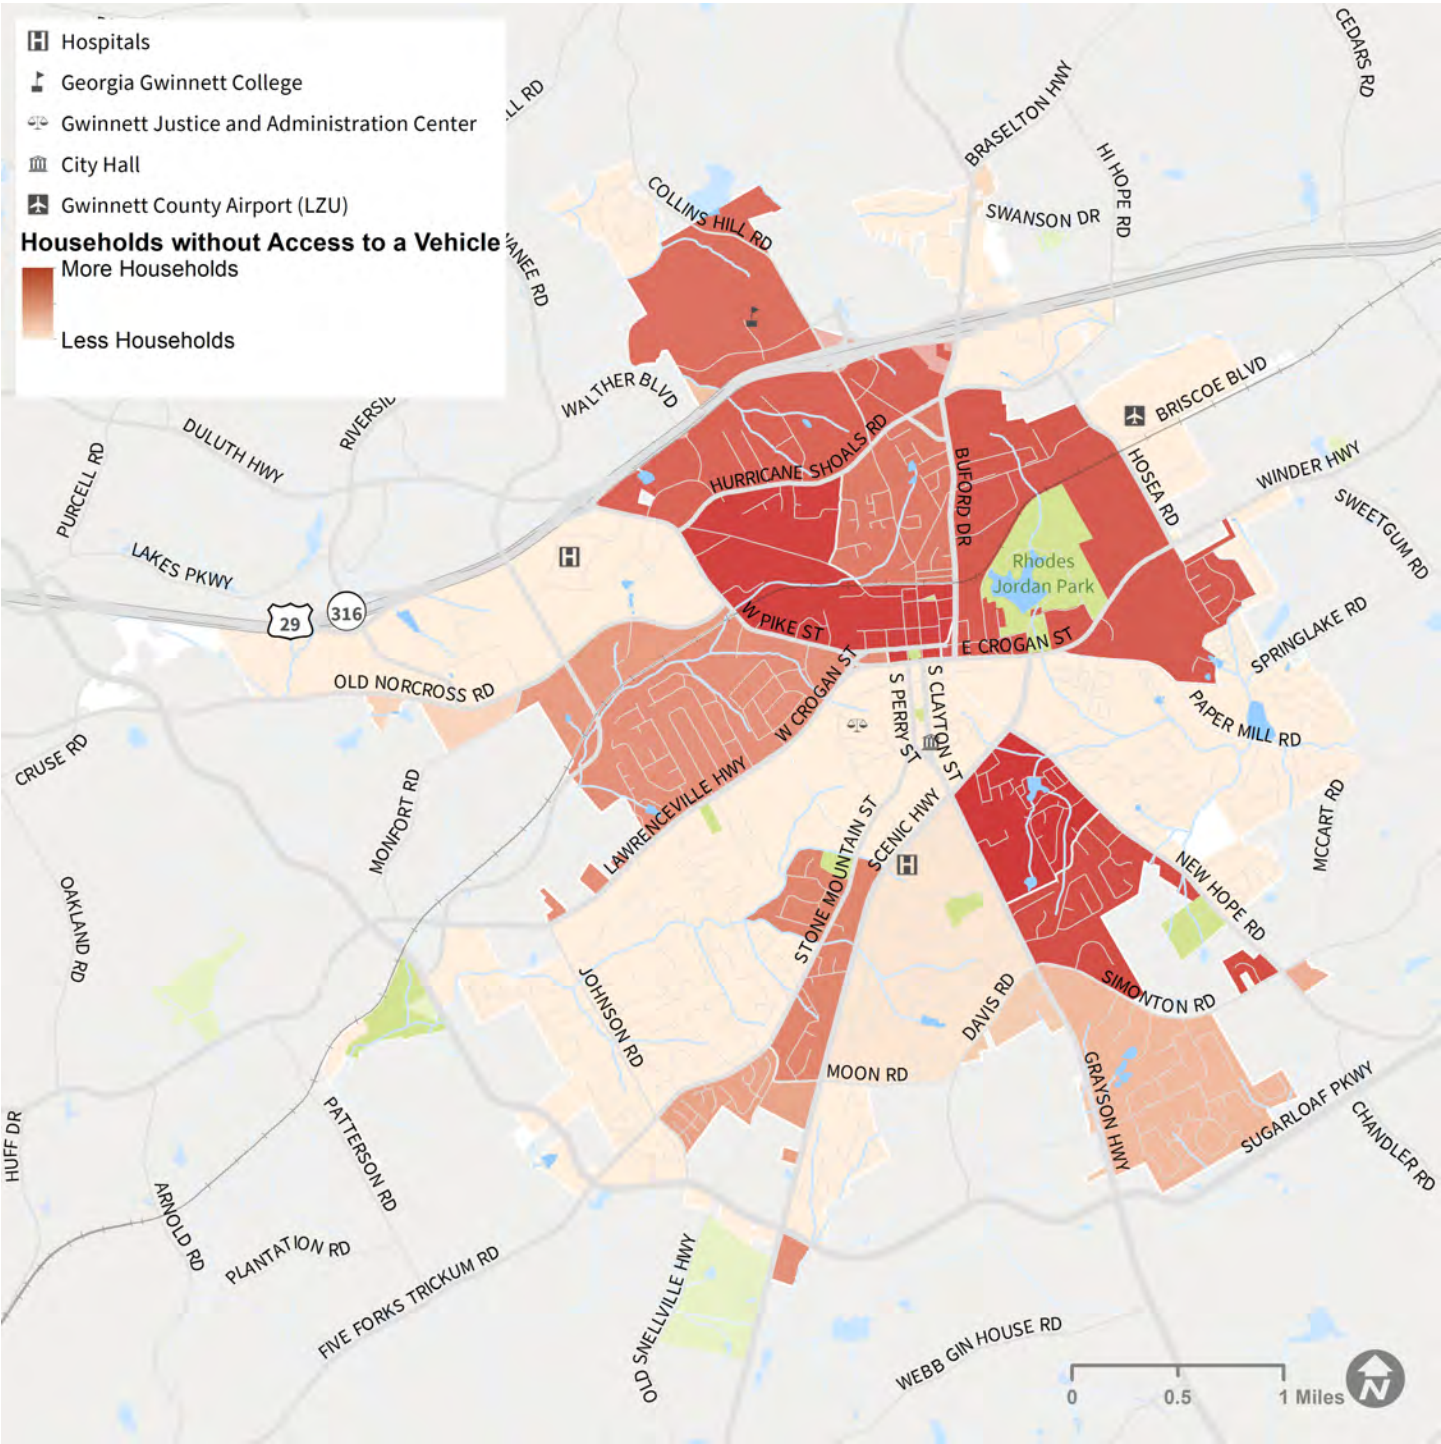 Hospitals
Georgia Gwinnett College
Gwinnett Justice and Administration Center
City Hall
Gwinnett County Airport (LZU)
Households without Access to a Vehicle
More Households
Less Households
CEDARS RD
BRASELTON HWY
HI HOPE RD
SWANSON DR
COLLINS HILL RD
WALTHER BLVD
BRISCOE BLVD
HOSEA RD
WINDER HWY
SWEETGUM RD
DULUTH HWY
PURCELL RD
LAKES PKWY
29
316
HURRICANE SHOALS RD
BUFORD DR
Rhodes
Jordan Park
W PIKE ST
E CROGAN ST
SPRINGLAKE RD
OLD NORCROSS RD
W CROGAN ST
S PERRY ST
S CLAYTON ST
PAPER MILL RD
CRUSE RD
MONFORT RD
LAWRENCEVILLE HWY
STONE MOUNTAIN ST
SCENIC HWY
MCCART RD
NEW HOPE RD
OAKLAND RD
JOHNSON RD
DAVIS RD
SIMONTON RD
MOON RD
GRAYSON HWY
SUGARLOAF PKWY
CHANDLER RD
HUFF DR
PATTERSON RD
ARNOLD RD
PLANTATION RD
FIVE FORKS TRICKUM RD
OLD SNELLVILLE HWY
WEBB GIN HOUSE RD
0 0.5 1 Miles
N